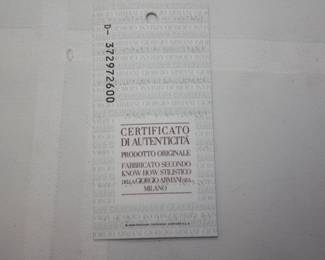 D- 372972600
CERTIFICATO
DI AUTENTICITÀ
PRODOTTO ORIGINALE
FABBRICATO SECONDO
KNOW HOW STILISTICO
DELLA GIORGIO ARMANI S.P.A.
MILANO